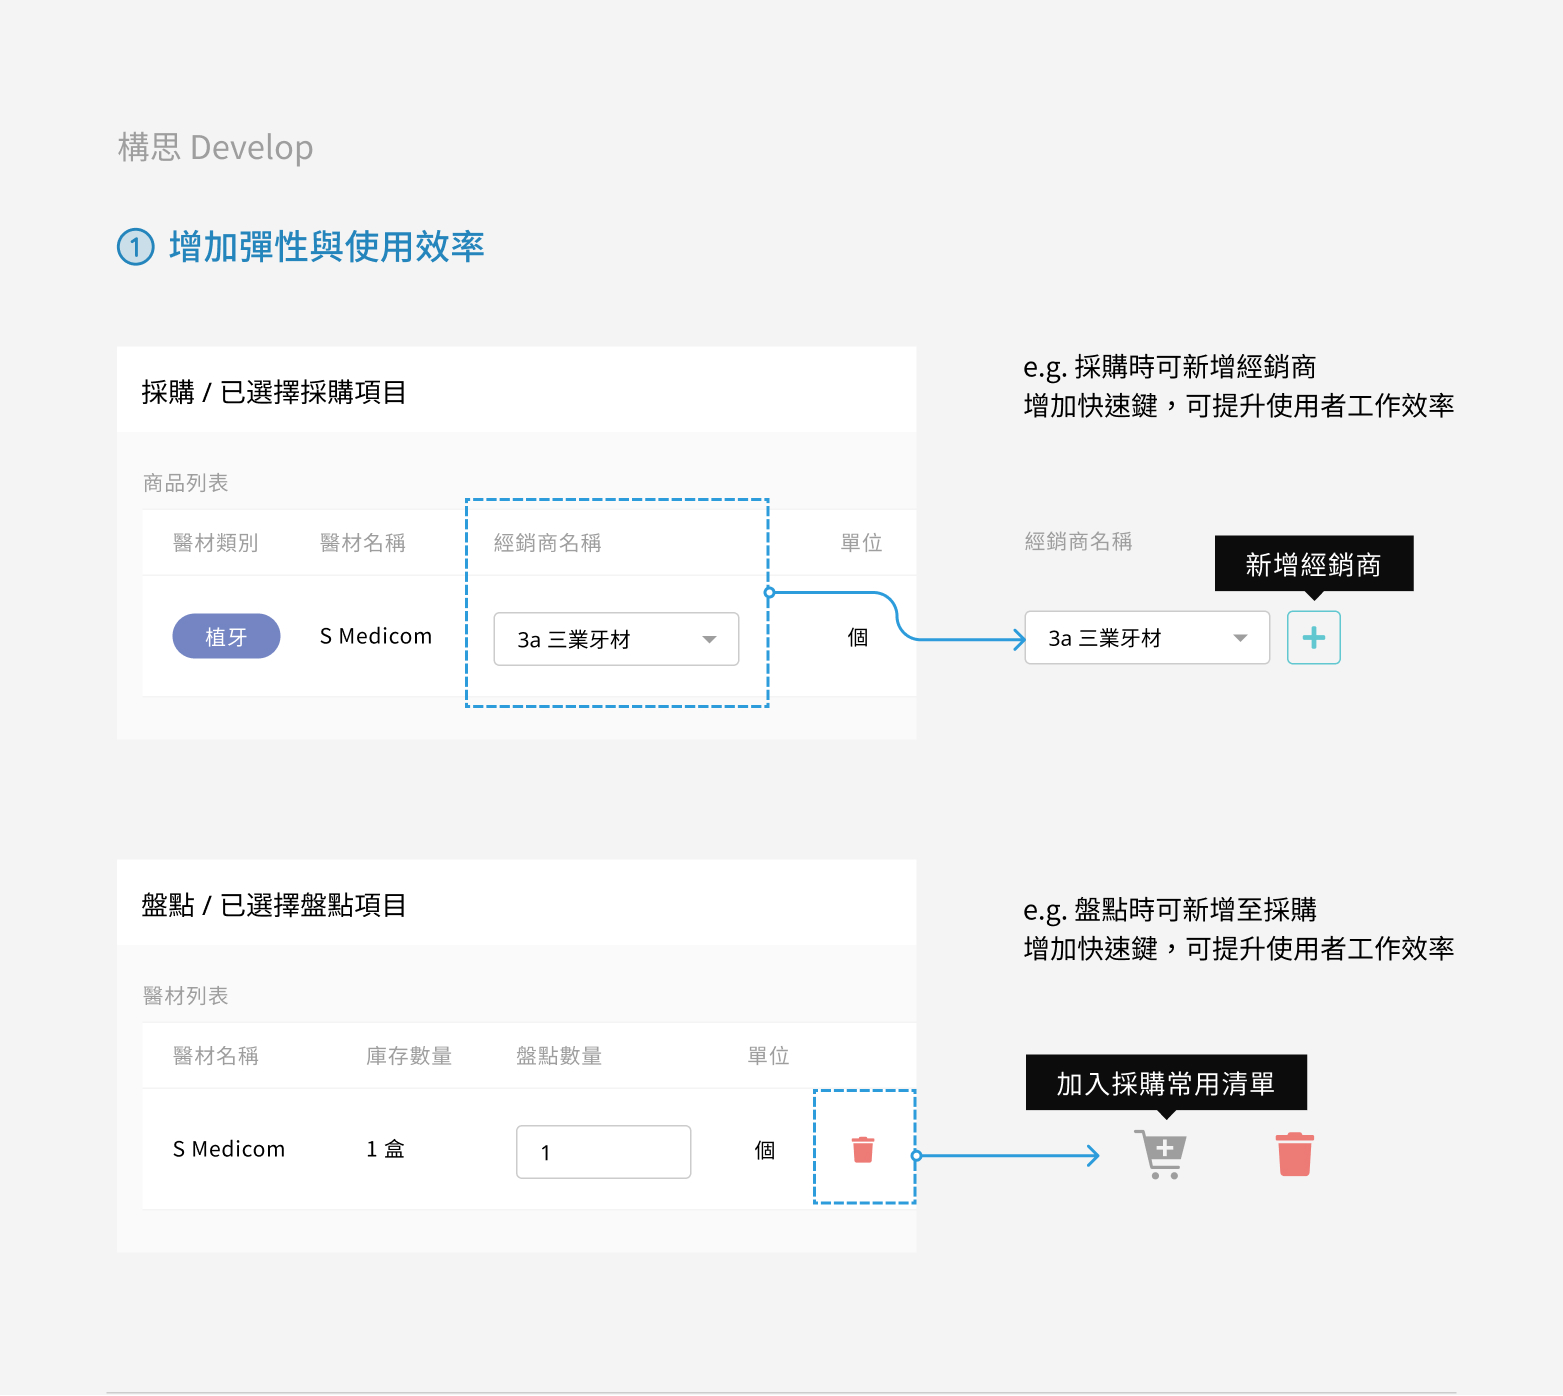 構思 Develop
1 增加彈性與使用效率
採購 / 已選擇採購項目
e.g. 採購時可新增經銷商
增加快速鍵，可提升使用者工作效率
商品列表
醫材類別 醫材名稱 經銷商名稱 單位
植牙 S Medicom 3a 三業牙材 個
經銷商名稱
新增經銷商
3a 三業牙材
盤點 / 已選擇盤點項目
e.g. 盤點時可新增至採購
增加快速鍵，可提升使用者工作效率
醫材列表
醫材名稱 庫存數量 盤點數量 單位
S Medicom 1 盒 1 個
加入採購常用清單